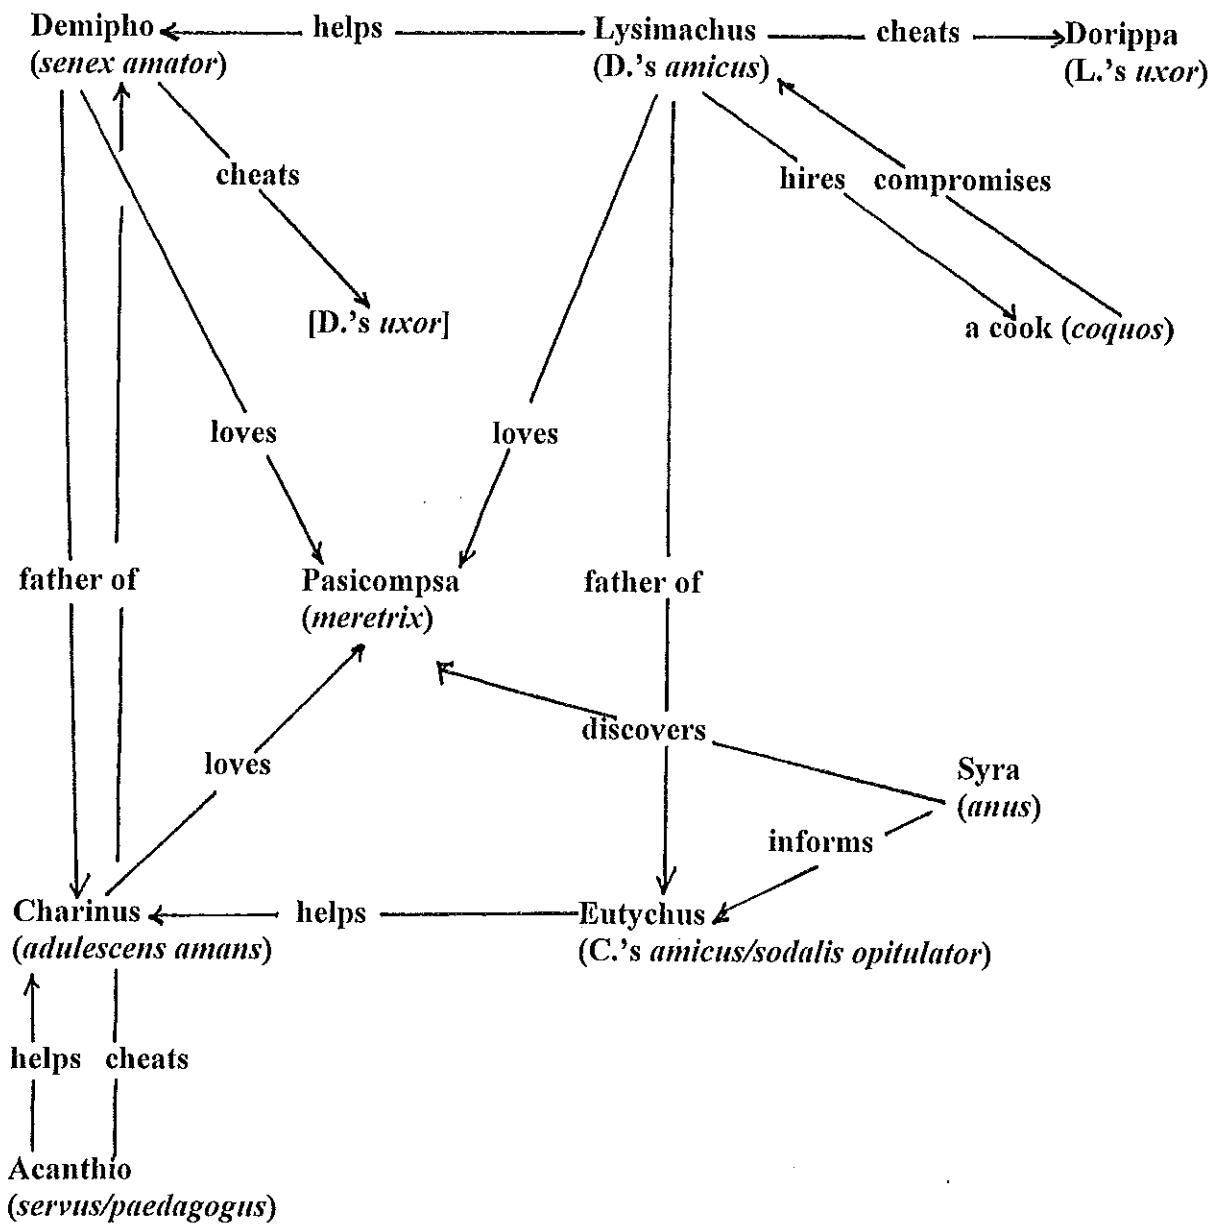 Demipho helps Lysimachus cheats Dorippa
(senex amator) (D.'s amicus) (L.'s uxor)
cheats hires compromises
[D.'s uxor] a cook (coquos)
loves loves
father of Pasicompsa father of
(meretrix)
discovers
loves Syra
(anus)
informs
Charinus helps Eutychus
(adulescens amans) (C.'s amicus/sodalis opitulator)
helps cheats
Acanthio
(servus/paedagogus)